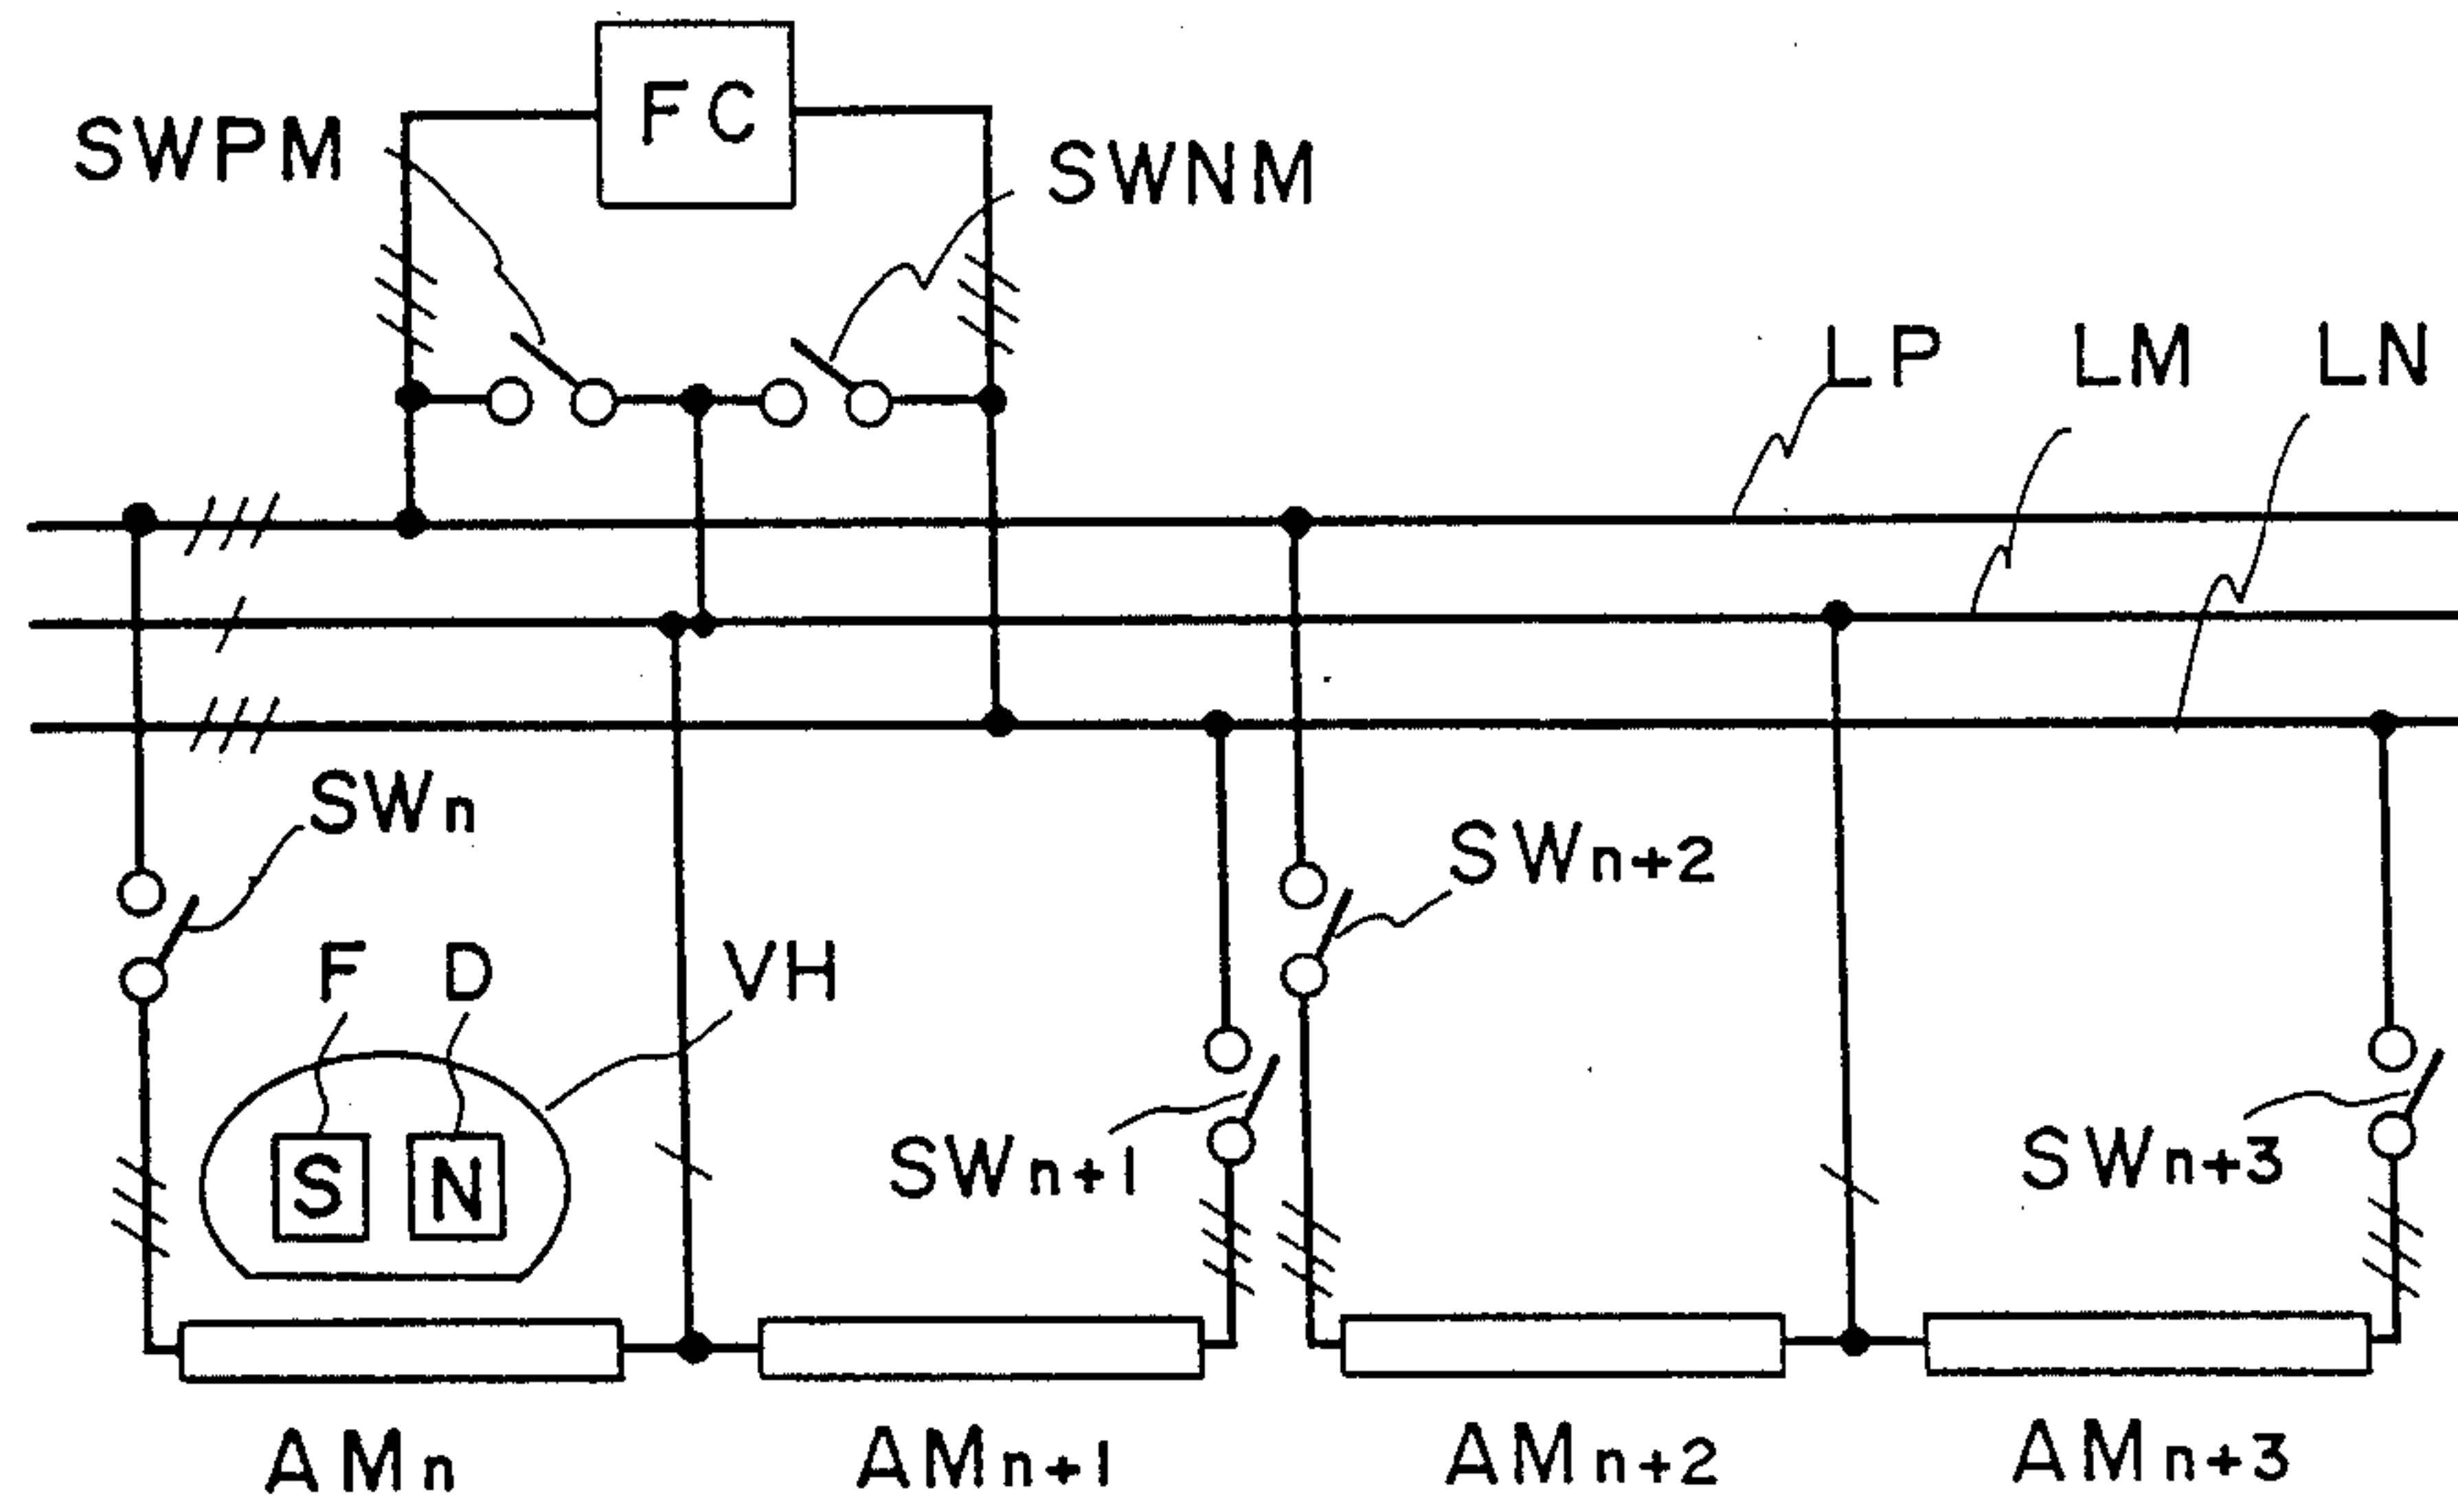 FC
SWPM
SWNM
LP LM LN
SWn
SWn+2
F D VH
S N
SWn+1
SWn+3
AMn AMn+1 AMn+2 AMn+3